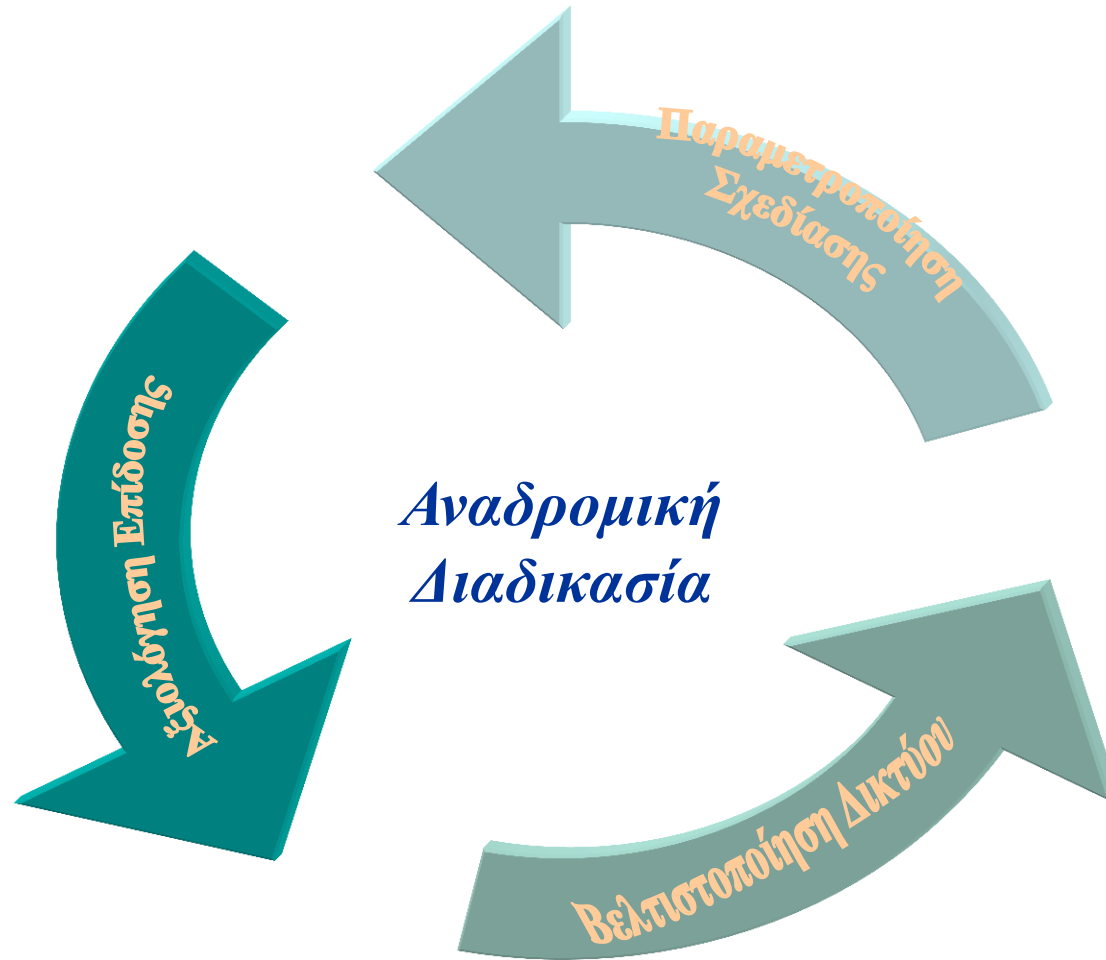 Παραμετροποίηση
Σχεδίασης
Αξιολόγηση Επίδοσης
Αναδρομική
Διαδικασία
Βελτιστοποίηση Δικτύου